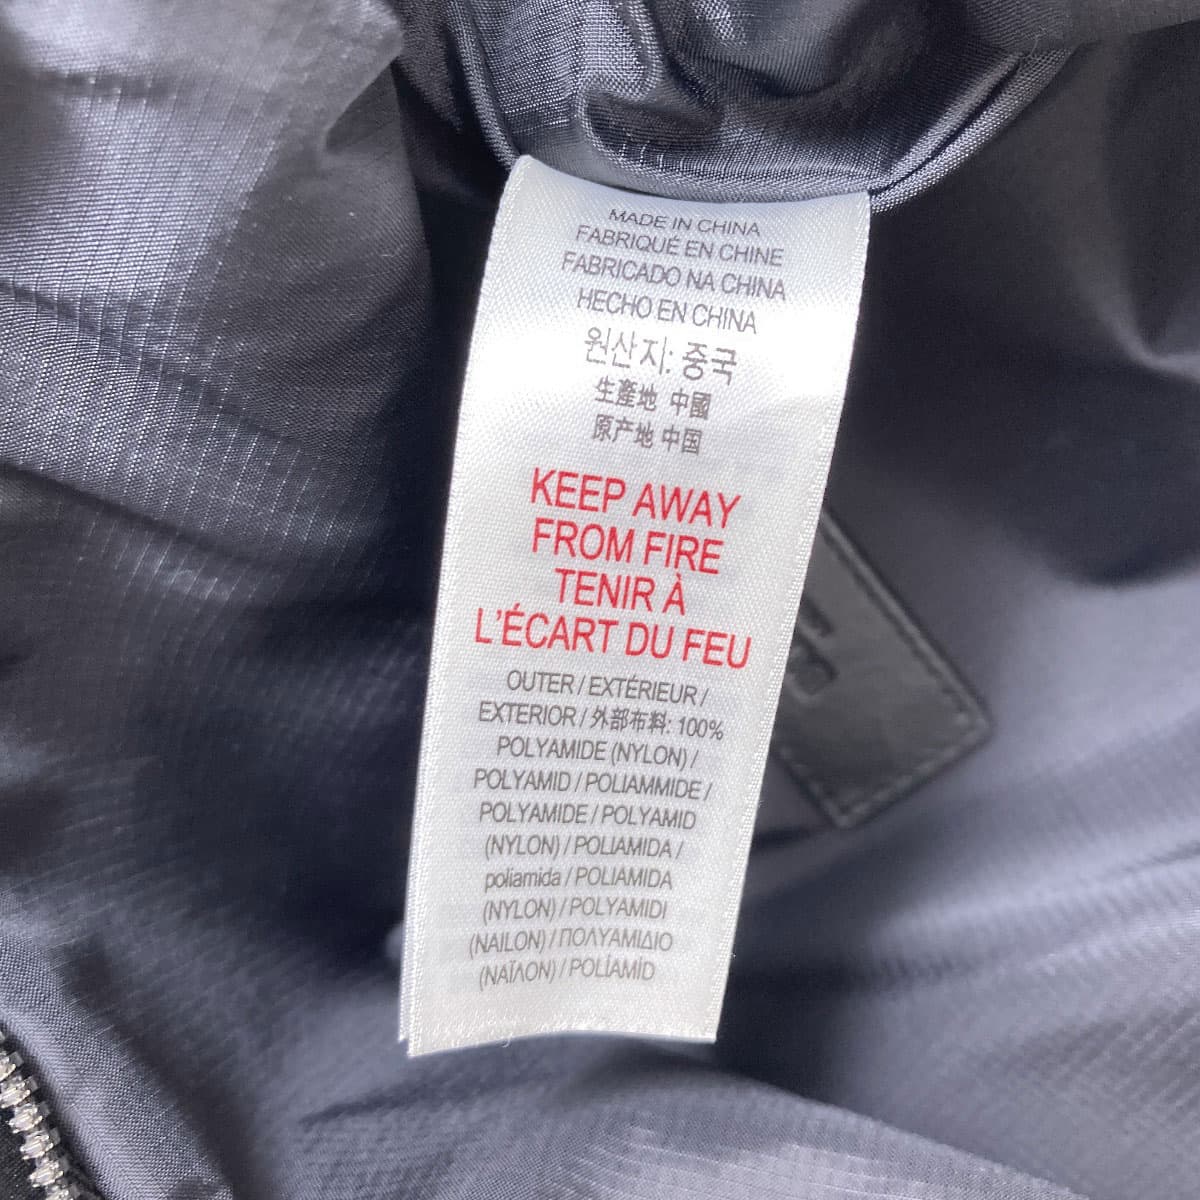 MADE IN CHINA
FABRIQUÉ EN CHINE
FABRICADO NA CHINA
HECHO EN CHINA
원산지: 중국
生產地 中國
原产地 中国
KEEP AWAY
FROM FIRE
TENIR À
L'ÉCART DU FEU
OUTER / EXTÉRIEUR /
EXTERIOR / 外部布料: 100%
POLYAMIDE (NYLON) /
POLYAMID / POLIAMMIDE /
POLYAMIDE / POLYAMID
(NYLON) / POLIAMIDA /
poliamida / POLIAMIDA
(NYLON) / POLYAMIDI
(NAILON) / ΠΟΛΥΑΜΙΔΙΟ
(ΝΑΪΛΟΝ) / POLÍAMÍD